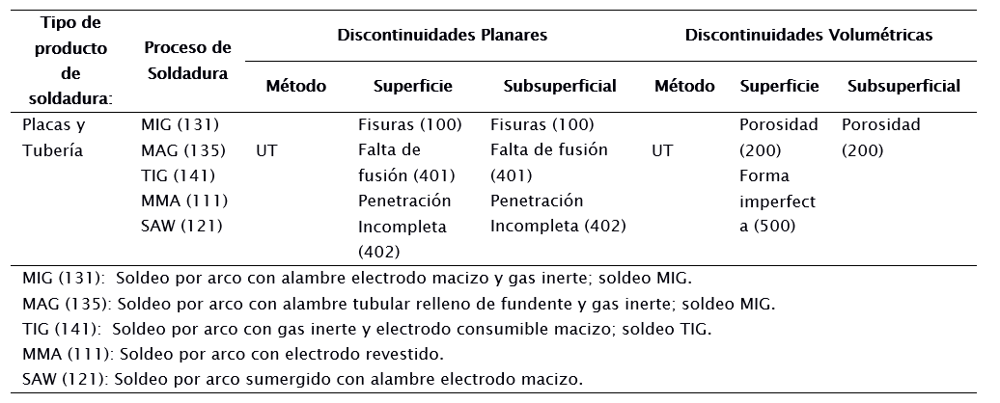 Tipo de producto de soldadura: Proceso de Soldadura Discontinuidades Planares Discontinuidades Volumétricas
Método Superficie Subsuperficial Método Superficie Subsuperficial
Placas y MIG (131) Fisuras (100) Fisuras (100) Porosidad Porosidad
Tubería MAG (135) UT Falta de Falta de fusión UT (200) (200)
TIG (141) fusión (401) (401) Forma
MMA (111) Penetración Penetración imperfect
SAW (121) Incompleta Incompleta (402) a (500)
(402)
MIG (131): Soldeo por arco con alambre electrodo macizo y gas inerte; soldeo MIG.
MAG (135): Soldeo por arco con alambre tubular relleno de fundente y gas inerte; soldeo MIG.
TIG (141): Soldeo por arco con gas inerte y electrodo consumible macizo; soldeo TIG.
MMA (111): Soldeo por arco con electrodo revestido.
SAW (121): Soldeo por arco sumergido con alambre electrodo macizo.